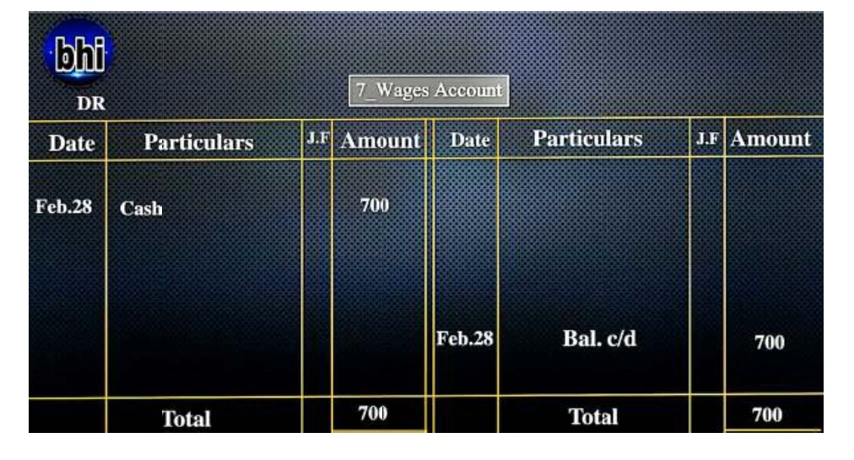 bhi
DR
7_Wages Account
Date Particulars J.F Amount Date Particulars J.F Amount
Feb.28 Cash 700
Feb.28 Bal. c/d 700
Total 700 Total 700